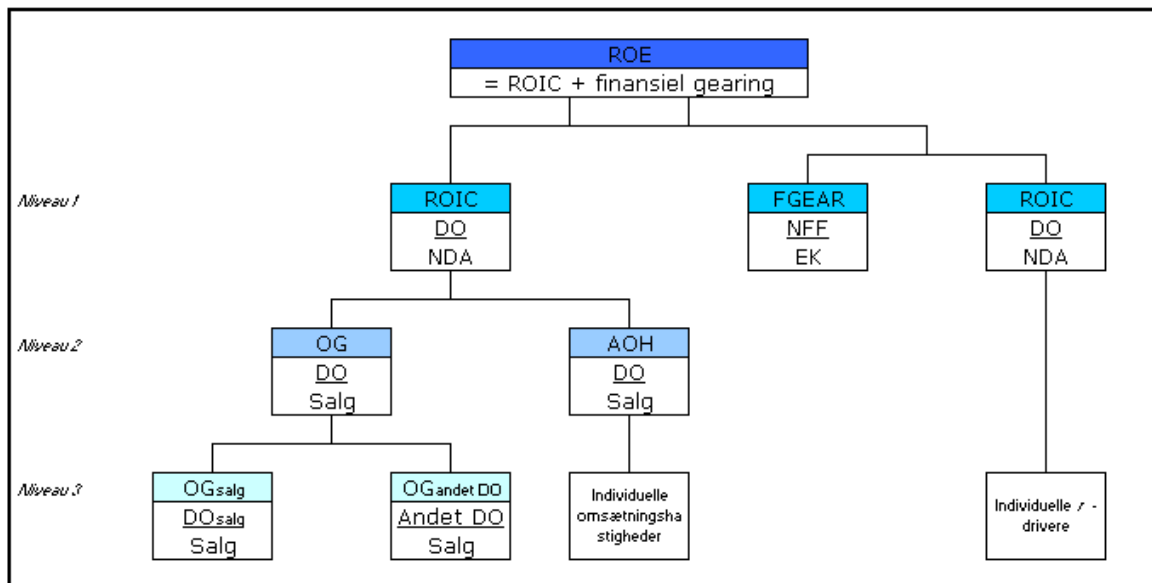 ROE
= ROIC + finansiel gearing
Niveau 1
ROIC
DO
NDA
FGEAR
NFF
EK
ROIC
DO
NDA
Niveau 2
OG
DO
Salg
AOH
DO
Salg
Niveau 3
OGsalg
DOsalg
Salg
OGandet DO
Andet DO
Salg
Individuelle
omsætningsha
stigheder
Individuelle r -
drivere